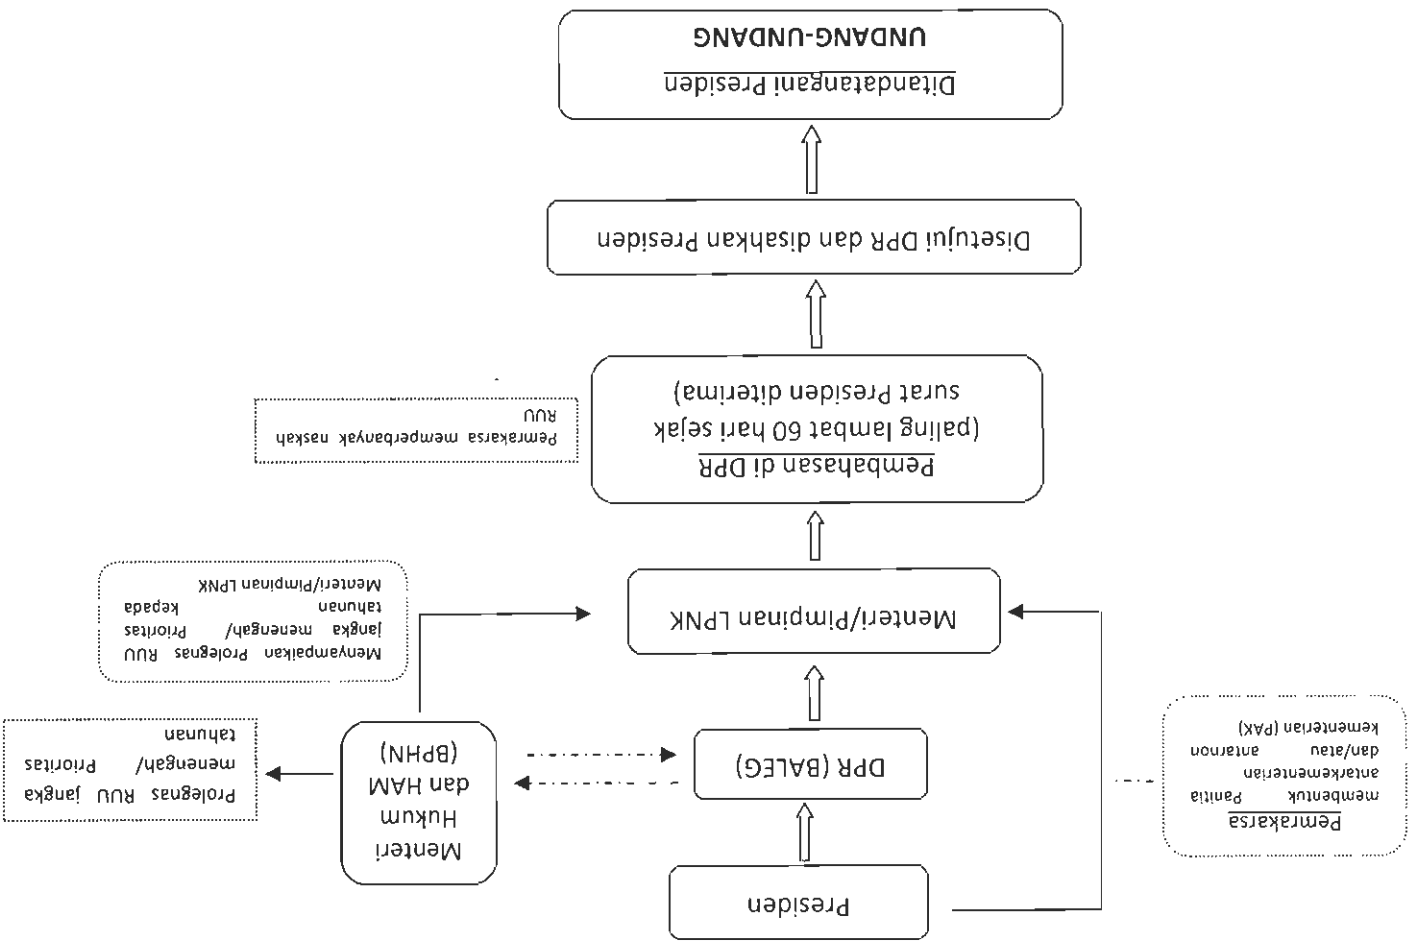 Presiden
Pemrakarsa
membentuk Panitia
antarkementerian
dan/atau antarnon
kementerian (PAK)
DPR (BALEG)
Menteri
Hukum
dan HAM
(BPHN)
Prolegnas RUU jangka
menengah/ Prioritas
tahunan
Menteri/Pimpinan LPNK
Menyampaikan Prolegnas RUU
jangka menengah/ Prioritas
tahunan kepada
Menteri/Pimpinan LPNK
Pembahasan di DPR
(paling lambat 60 hari sejak
surat Presiden diterima)
Pemrakarsa memperbanyak naskah
RUU
Disetujui DPR dan disahkan Presiden
Ditandatangani Presiden
UNDANG-UNDANG